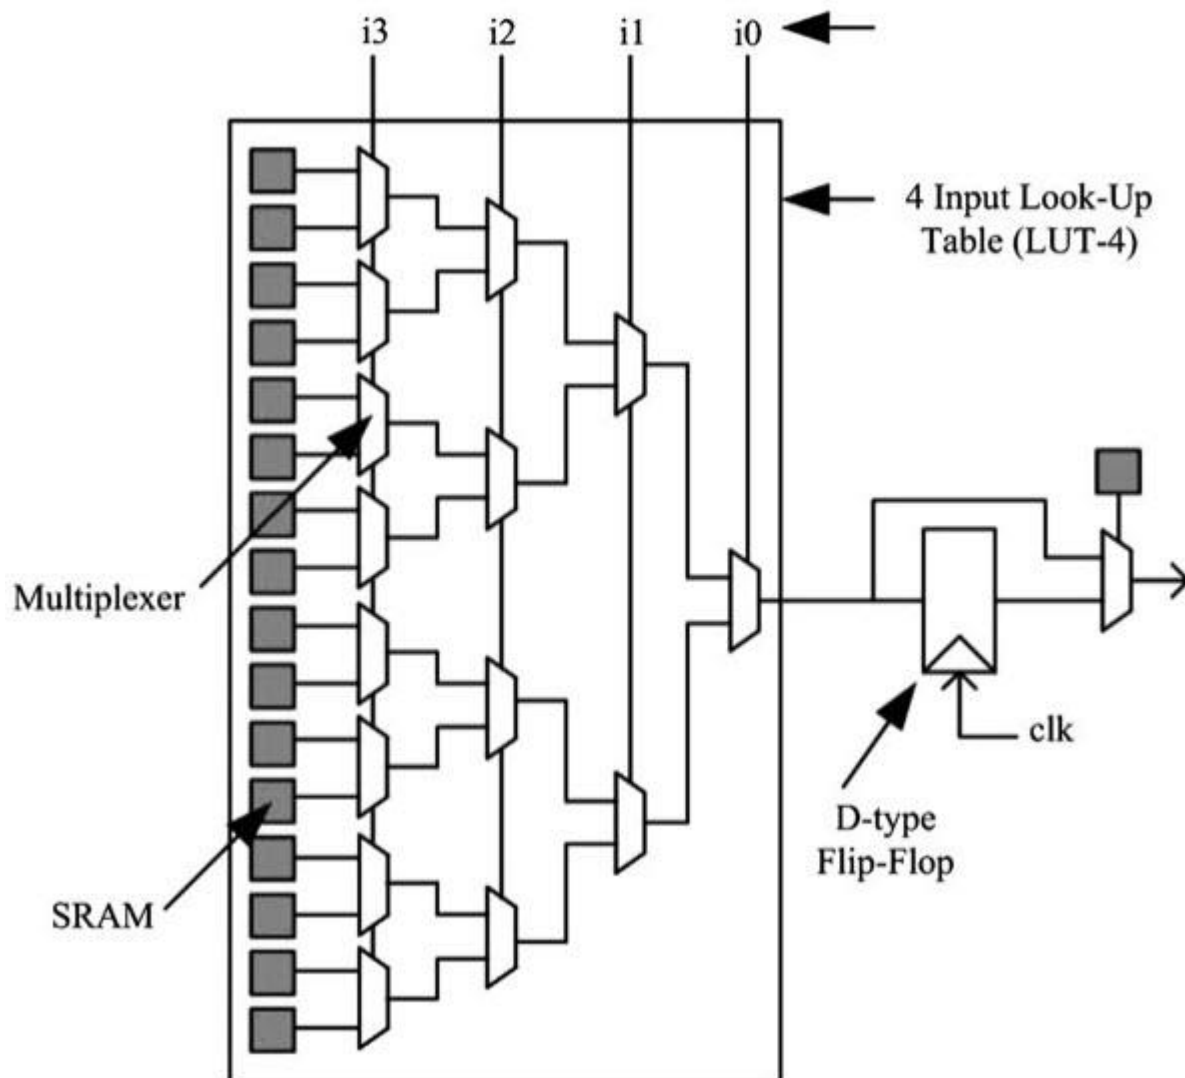 i3 i2 i1 i0
4 Input Look-Up
Table (LUT-4)
Multiplexer
clk
D-type
Flip-Flop
SRAM